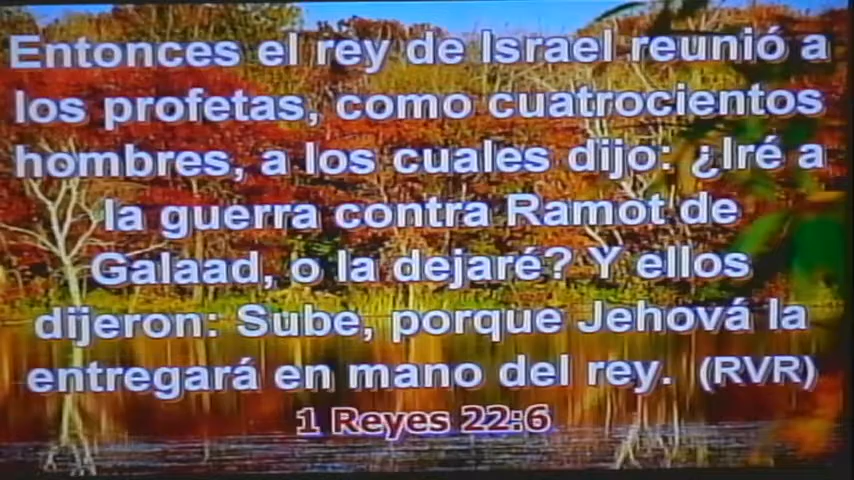 Entonces el rey de Israel reunió a
los profetas, como cuatrocientos
hombres, a los cuales dijo: ¿Iré a
la guerra contra Ramot de
Galaad, o la dejaré? Y ellos
dijeron: Sube, porque Jehová la
entregará en mano del rey. (RVR)
1 Reyes 22:6